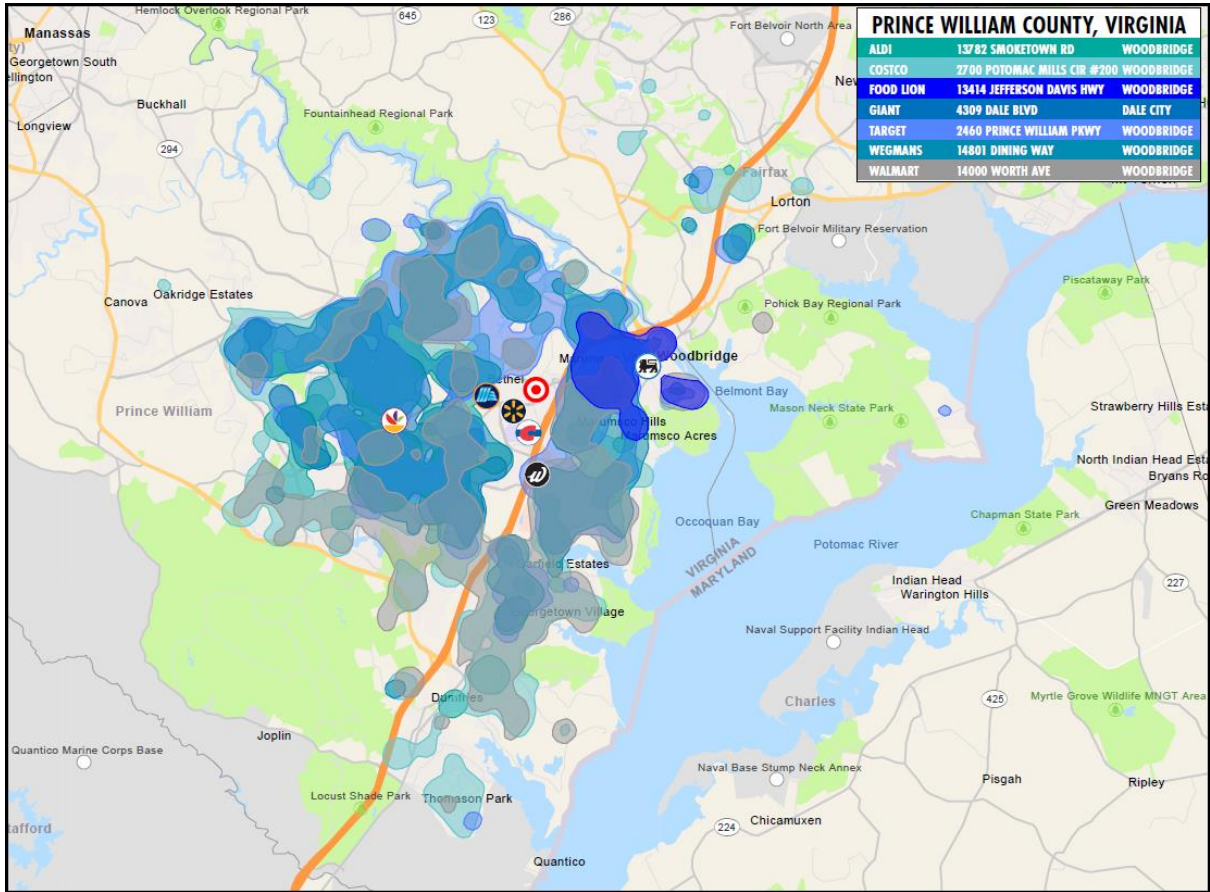 PRINCE WILLIAM COUNTY, VIRGINIA
ALDI 13782 SMOKETOWN RD WOODBRIDGE
COSTCO 2700 POTOMAC MILLS CIR #200 WOODBRIDGE
FOOD LION 13414 JEFFERSON DAVIS HWY WOODBRIDGE
GIANT 4309 DALE BLVD DALE CITY
TARGET 2460 PRINCE WILLIAM PKWY WOODBRIDGE
WEGMANS 14801 DINING WAY WOODBRIDGE
WALMART 14000 WORTH AVE WOODBRIDGE
Hemlock Overlook Regional Park
645
123
286
Fort Belvoir North Area
Manassas
Georgetown South
Buckhall
Fountainhead Regional Park
Longview
294
Fairfax
Lorton
Fort Belvoir Military Reservation
Piscataway Park
Canova
Oakridge Estates
Pohick Bay Regional Park
Woodbridge
Belmont Bay
Prince William
Mason Neck State Park
Strawberry Hills
Marumsco Hills
Marumsco Acres
North Indian Head
Bryans
Green Meadows
Chapman State Park
Occoquan Bay
VIRGINIA
MARYLAND
Potomac River
Indian Head
Warington Hills
227
Georgetown Village
Naval Support Facility Indian Head
Dumfries
Charles
425
Myrtle Grove Wildlife MNGT Area
Joplin
Quantico Marine Corps Base
Naval Base Stump Neck Annex
Pisgah
Ripley
Locust Shade Park
Thomason Park
224
Chicamuxen
Quantico